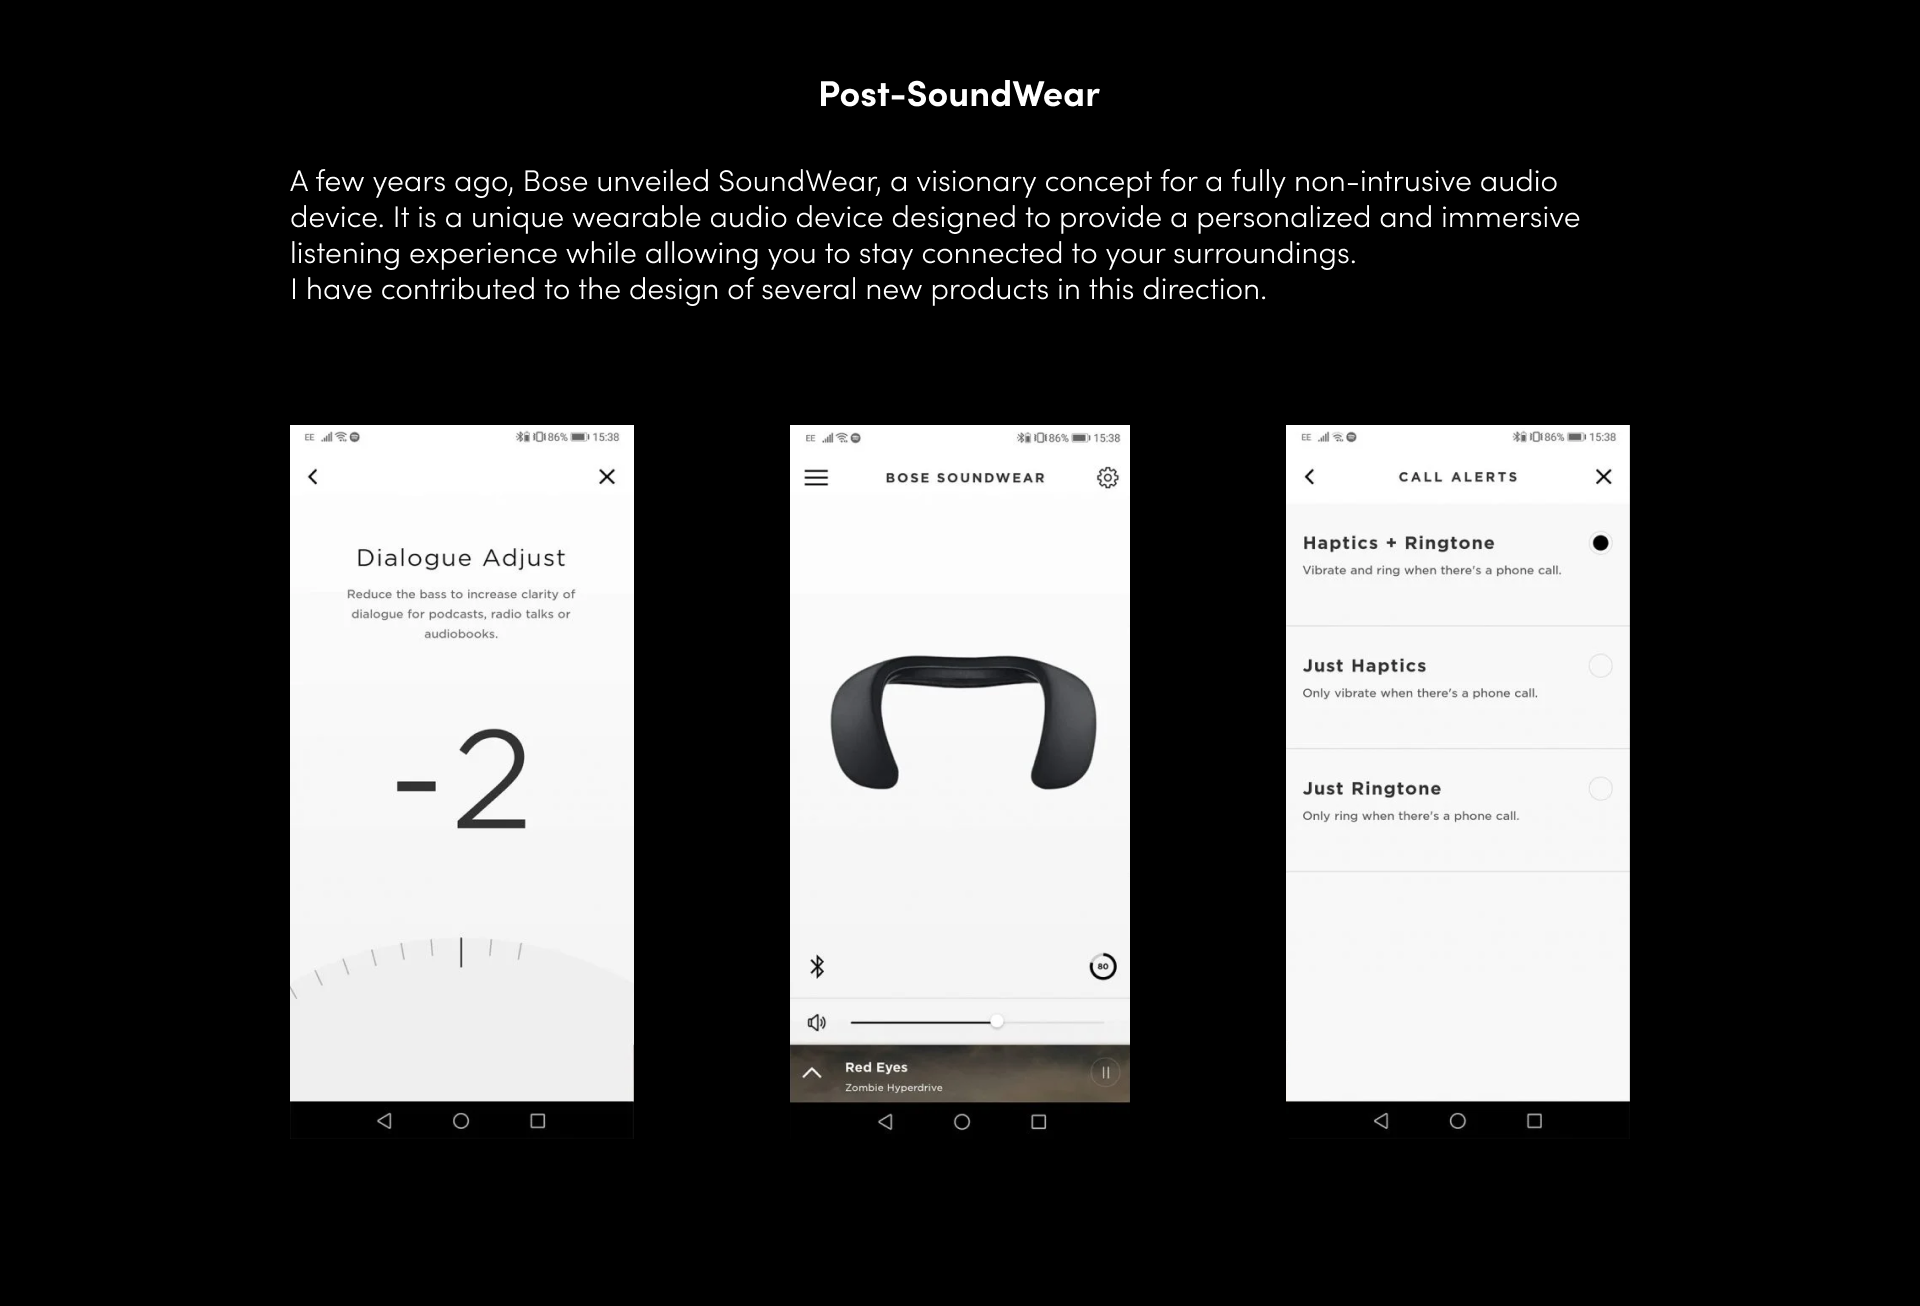 Post-SoundWear
A few years ago, Bose unveiled SoundWear, a visionary concept for a fully non-intrusive audio
device. It is a unique wearable audio device designed to provide a personalized and immersive
listening experience while allowing you to stay connected to your surroundings.
I have contributed to the design of several new products in this direction.
EE 86% 15:38
Dialogue Adjust
Reduce the bass to increase clarity of
dialogue for podcasts, radio talks or
audiobooks.
-2
EE 86% 15:38
BOSE SOUNDWEAR
80
Red Eyes
Zombie Hyperdrive
EE 86% 15:38
CALL ALERTS
Haptics + Ringtone
Vibrate and ring when there's a phone call.
Just Haptics
Only vibrate when there's a phone call.
Just Ringtone
Only ring when there's a phone call.